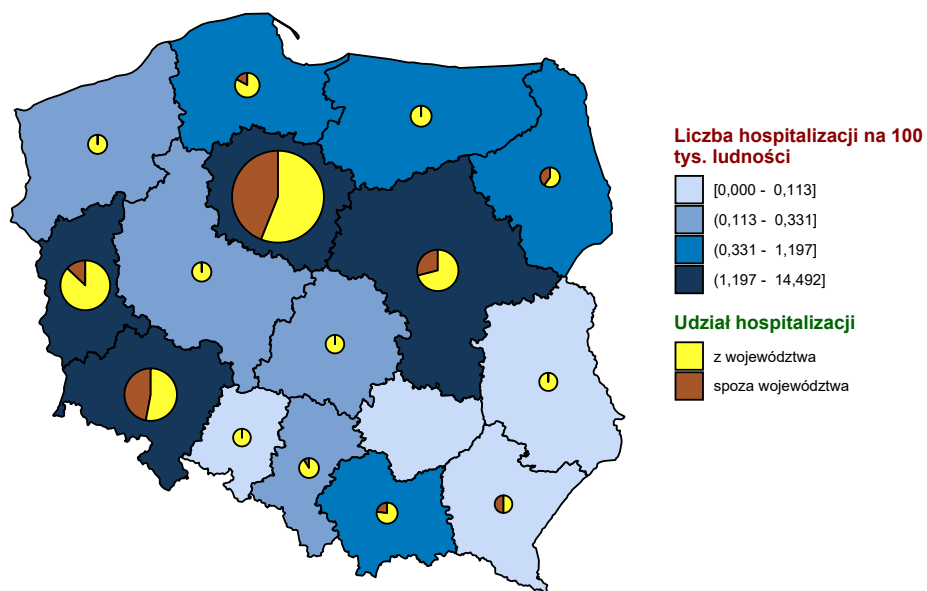 Liczba hospitalizacji na 100
tys. ludności
[0,000 - 0,113]
(0,113 - 0,331]
(0,331 - 1,197]
(1,197 - 14,492]
Udział hospitalizacji
z województwa
spoza województwa